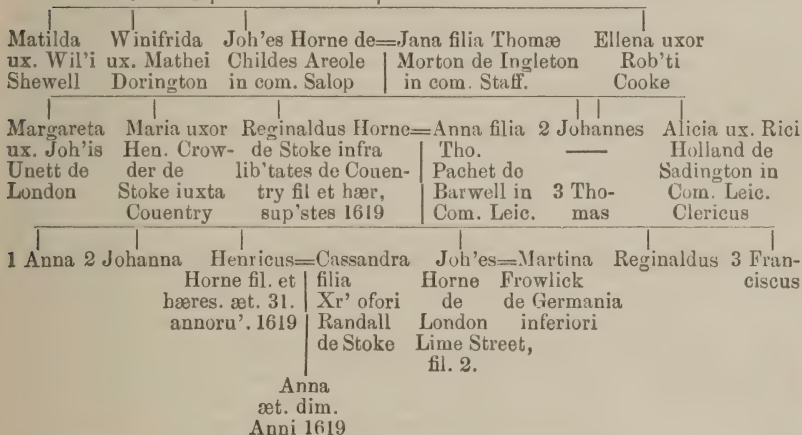 Matilda Winifrida Joh'es Horne de=Jana filia Thomæ Ellena uxor
ux. Wil'i ux. Mathei Childes Areole Morton de Ingleton Rob'ti
Shewell Dorington in com. Salop in com. Staff. Cooke
Margareta Maria uxor Reginaldus Horne=Anna filia 2 Johannes Alicia ux. Rici
ux. Joh'is Hen. Crow- de Stoke infra Tho. — Holland de
Unett de der de lib'tates de Couen- Pachet de Sadington in
London Stoke iuxta try fil et hær, Barwell in 3 Tho- Com. Leic.
Couentry sup'stes 1619 Com. Leic. mas Clericus
1 Anna 2 Johanna Henricus=Cassandra Joh'es=Martina Reginaldus 3 Fran-
Horne fil. et filia Horne Frowlick ciscus
hæres. æt. 31. Xr' ofori de de Germania
annoru'. 1619 Randall London inferiori
de Stoke Lime Street,
fil. 2.
Anna
æt. dim.
Anni 1619